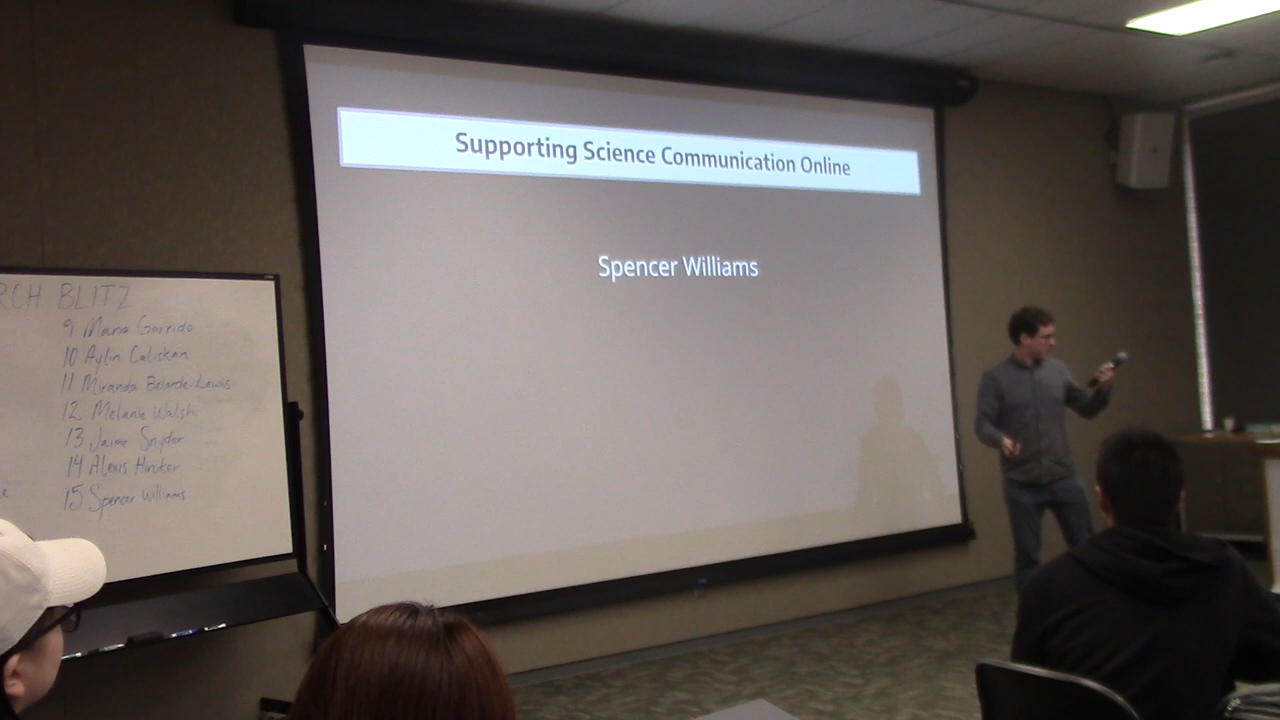 Supporting Science Communication Online
Spencer Williams
RCH BLITZ
9 Maria Garrido
10 Aylin Caliskan
11 Miranda Belarde-Lewis
12 Melanie Walsh
13 Jaime Snyder
14 Alexis Hiniker
15 Spencer Williams